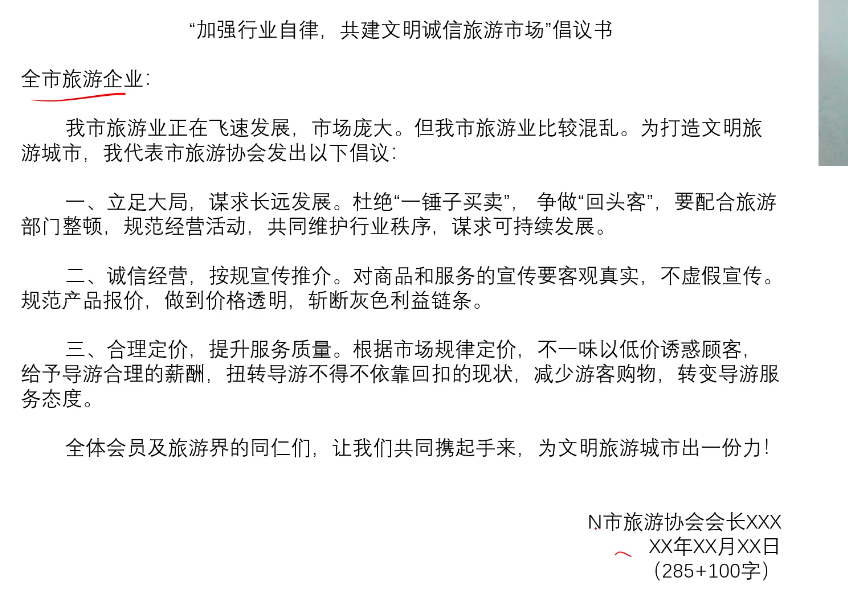 “加强行业自律，共建文明诚信旅游市场”倡议书
全市旅游企业：
我市旅游业正在飞速发展，市场庞大。但我市旅游业比较混乱。为打造文明旅
游城市，我代表市旅游协会发出以下倡议：
一、立足大局，谋求长远发展。杜绝“一锤子买卖”， 争做“回头客”，要配合旅游
部门整顿，规范经营活动，共同维护行业秩序，谋求可持续发展。
二、诚信经营，按规宣传推介。对商品和服务的宣传要客观真实，不虚假宣传。
规范产品报价，做到价格透明，斩断灰色利益链条。
三、合理定价，提升服务质量。根据市场规律定价，不一味以低价诱惑顾客，
给予导游合理的薪酬，扭转导游不得不依靠回扣的现状，减少游客购物，转变导游服
务态度。
全体会员及旅游界的同仁们，让我们共同携起手来，为文明旅游城市出一份力！
N市旅游协会会长XXX
XX年XX月XX日
（285+100字）